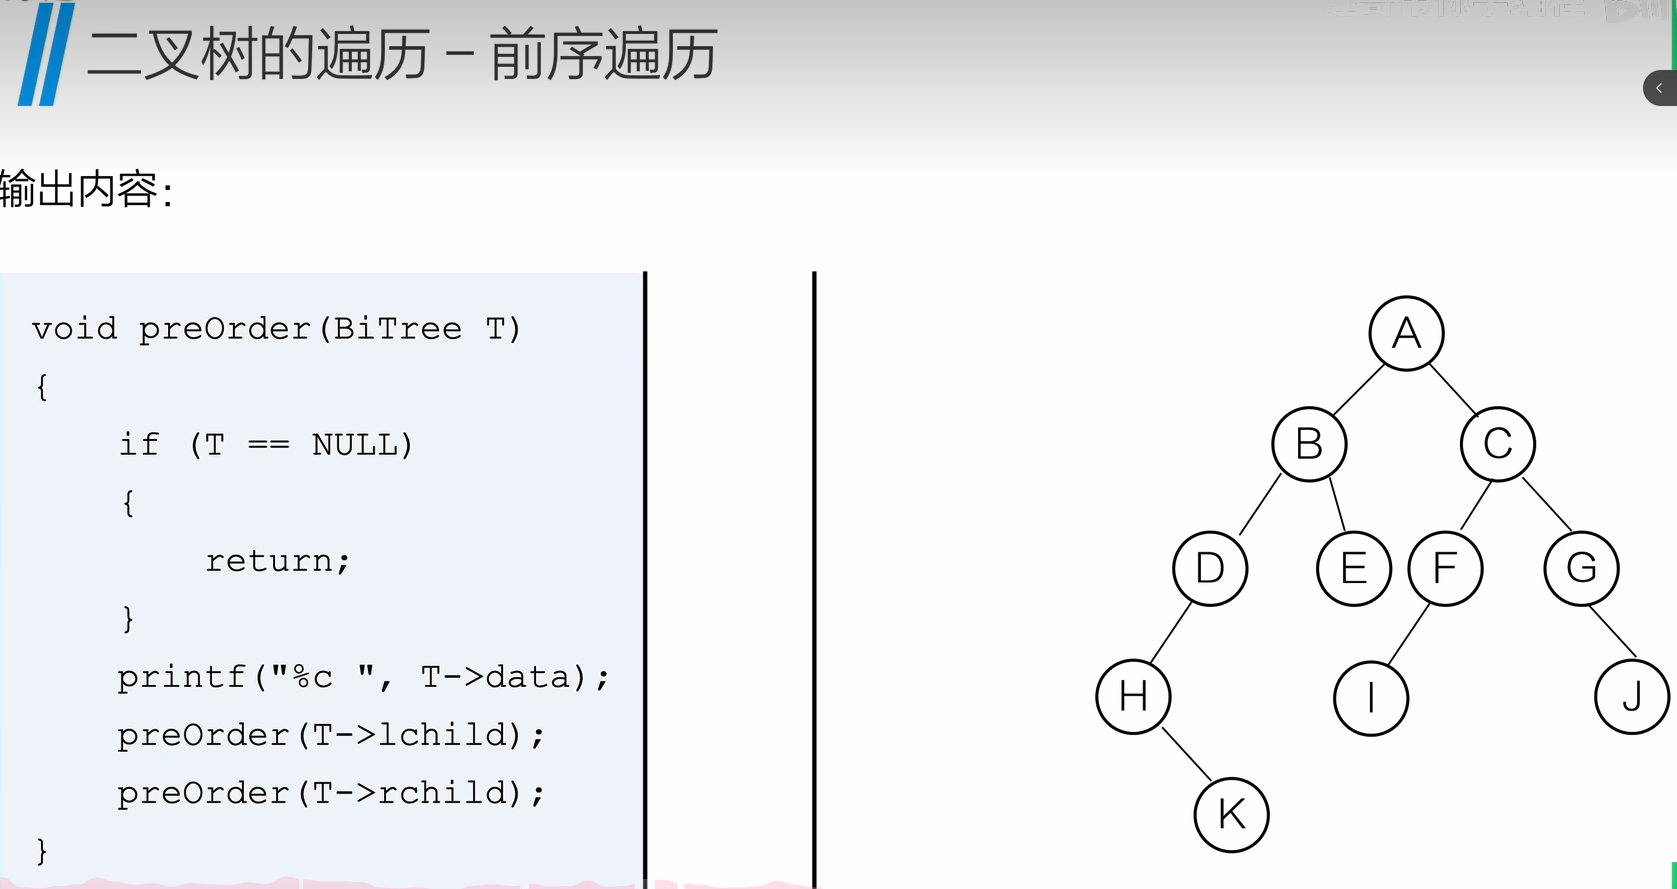 二叉树的遍历 – 前序遍历
输出内容：
void preOrder(BiTree T)
{
    if (T == NULL)
    {
        return;
    }
    printf("%c ", T->data);
    preOrder(T->lchild);
    preOrder(T->rchild);
}
A
B C
D E F G
H I J
K